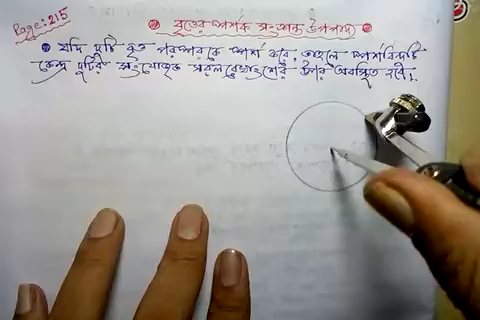 Page: 215
বৃত্তের স্পর্শক সংক্রান্ত উপপাদ্য
যদি দুটি বৃত্ত পরস্পরকে স্পর্শ করে, তাহলে স্পর্শবিন্দুটি
কেন্দ্র দুটির সংযোজক সরলরেখাংশের উপর অবস্থিত হবে।